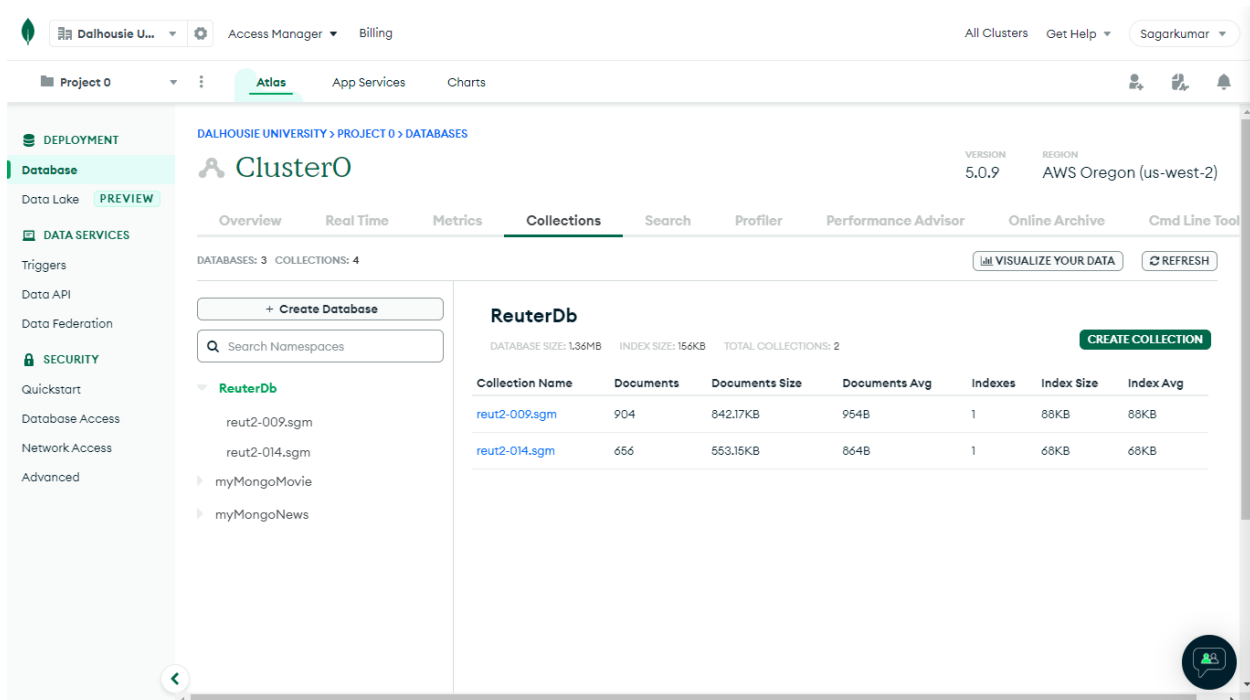 Dalhousie U... Access Manager Billing All Clusters Get Help Sagarkumar
Project 0 Atlas App Services Charts
DEPLOYMENT
Database
Data Lake PREVIEW
DATA SERVICES
Triggers
Data API
Data Federation
SECURITY
Quickstart
Database Access
Network Access
Advanced
DALHOUSIE UNIVERSITY > PROJECT 0 > DATABASES
Cluster0
VERSION
5.0.9
REGION
AWS Oregon (us-west-2)
Overview Real Time Metrics Collections Search Profiler Performance Advisor Online Archive Cmd Line Tool
DATABASES: 3 COLLECTIONS: 4
VISUALIZE YOUR DATA REFRESH
+ Create Database
Search Namespaces
ReuterDb
reut2-009.sgm
reut2-014.sgm
myMongoMovie
myMongoNews
ReuterDb
DATABASE SIZE: 1.36MB INDEX SIZE: 156KB TOTAL COLLECTIONS: 2
CREATE COLLECTION
Collection Name Documents Documents Size Documents Avg Indexes Index Size Index Avg
reut2-009.sgm 904 842.17KB 954B 1 88KB 88KB
reut2-014.sgm 656 553.15KB 864B 1 68KB 68KB